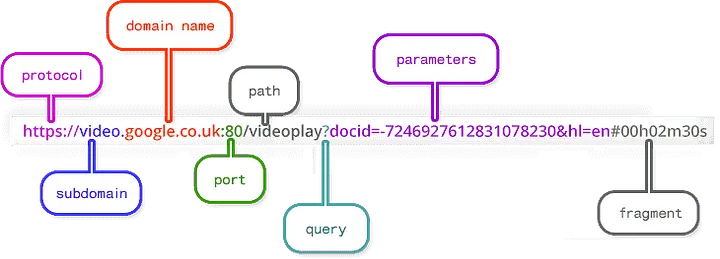 domain name
protocol
path
parameters
https://video.google.co.uk:80/videoplay?docid=-7246927612831078230&hl=en#00h02m30s
subdomain
port
query
fragment